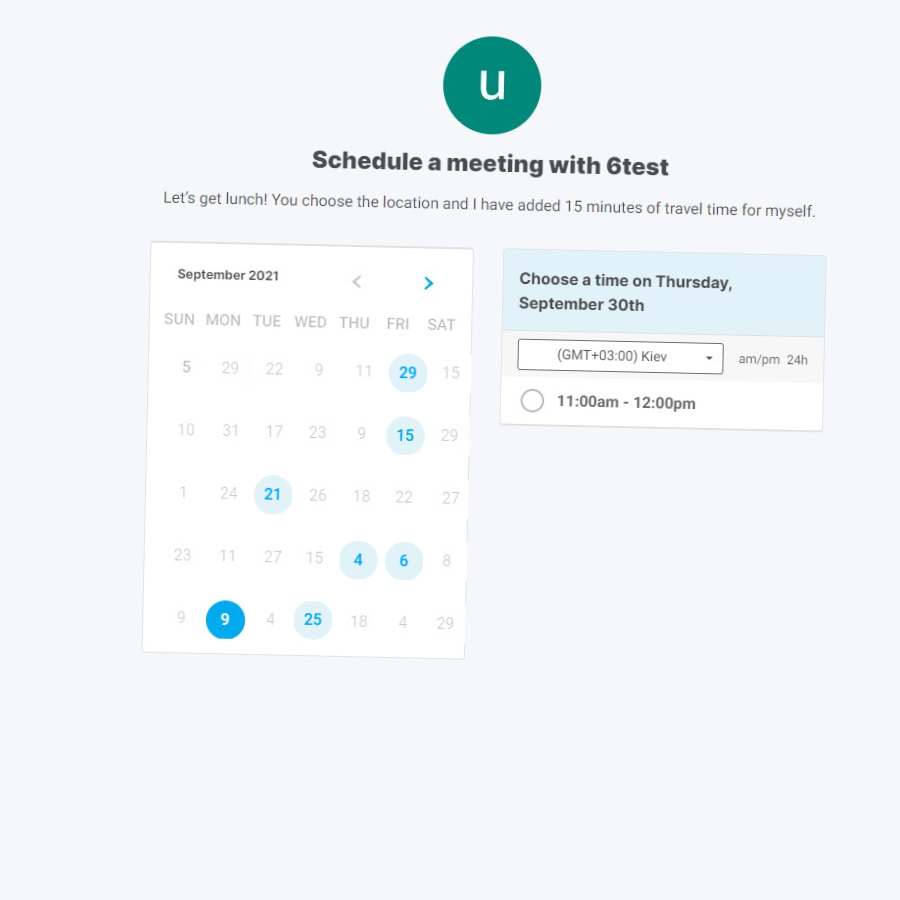 u
Schedule a meeting with 6test
Let's get lunch! You choose the location and I have added 15 minutes of travel time for myself.
September 2021
SUN MON TUE WED THU FRI SAT
5 29 22 9 11 29 15
10 31 17 23 9 15 29
1 24 21 26 18 22 27
23 11 27 15 4 6 8
9 9 4 25 18 4 29
Choose a time on Thursday,
September 30th
(GMT+03:00) Kiev am/pm 24h
11:00am - 12:00pm